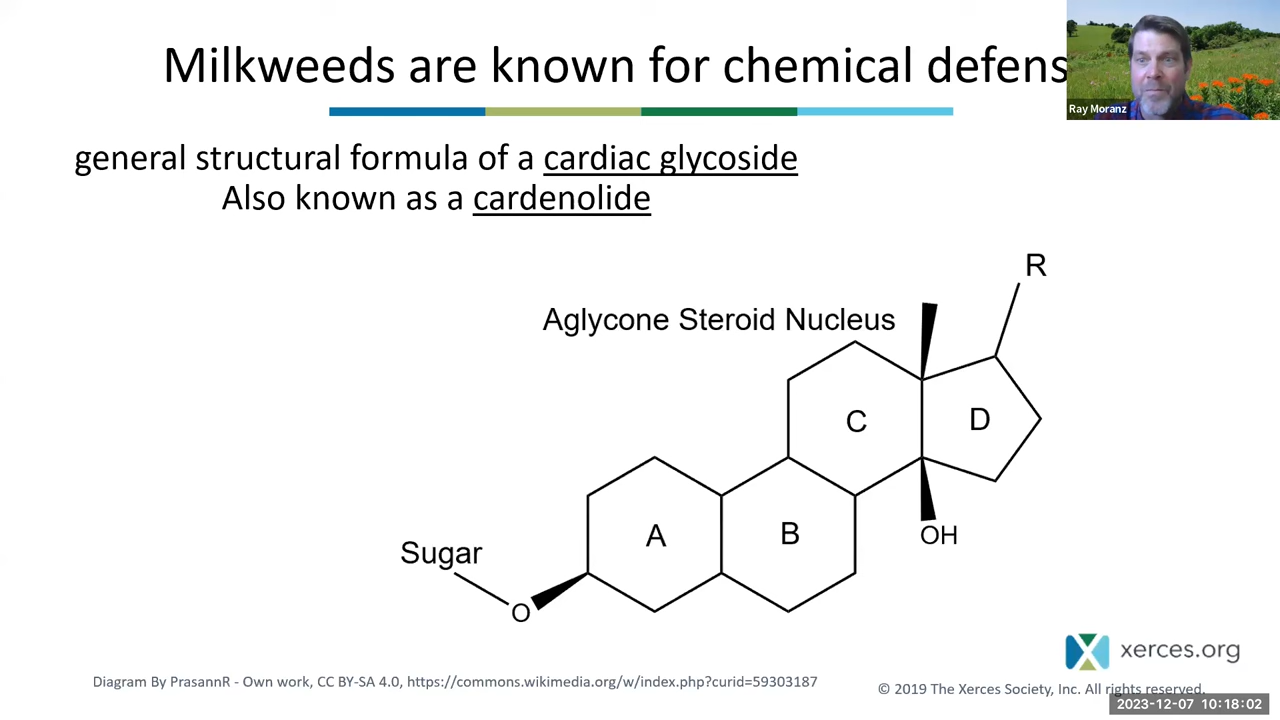 Milkweeds are known for chemical defens
Ray Moranz
general structural formula of a cardiac glycoside
Also known as a cardenolide
R
Aglycone Steroid Nucleus
C
D
A
B
OH
Sugar
O
xerces.org
Diagram By PrasannR - Own work, CC BY-SA 4.0, https://commons.wikimedia.org/w/index.php?curid=59303187
© 2019 The Xerces Society, Inc. All rights reserved.
2023-12-07 10:18:02